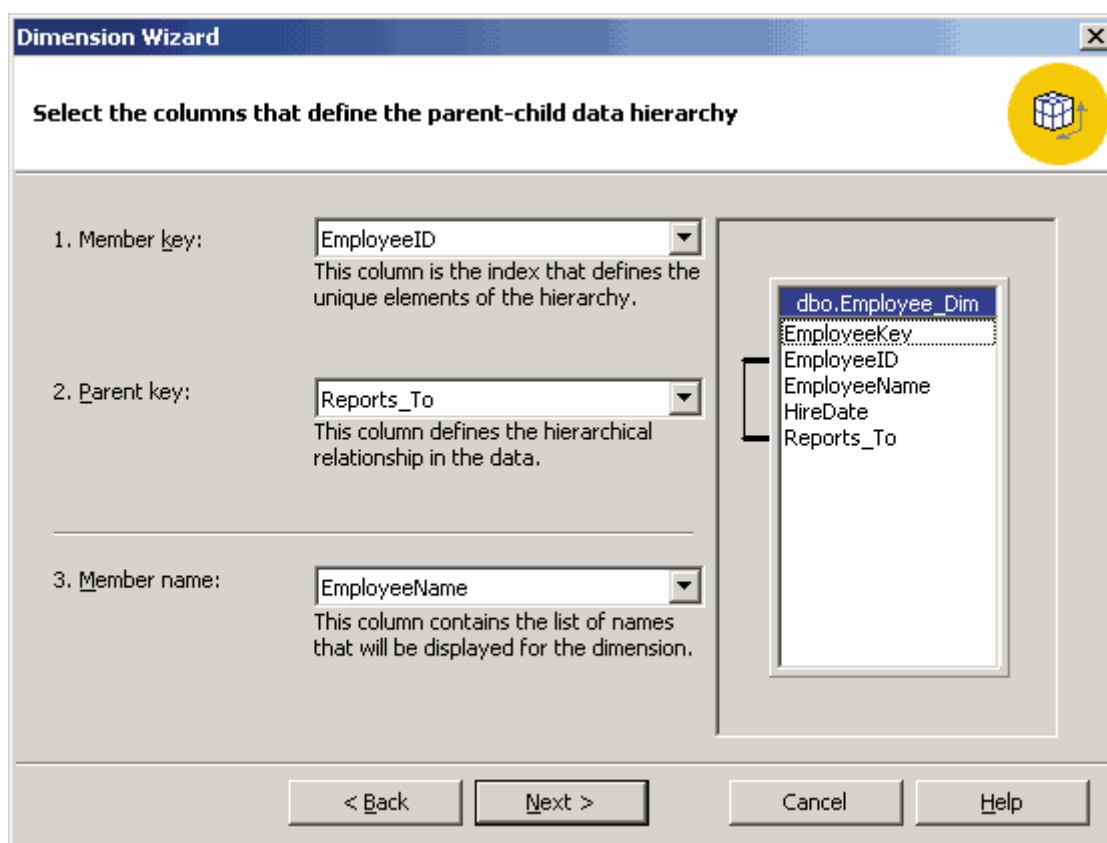 Dimension Wizard
Select the columns that define the parent-child data hierarchy
1. Member key:
EmployeeID
This column is the index that defines the
unique elements of the hierarchy.
2. Parent key:
Reports_To
This column defines the hierarchical
relationship in the data.
3. Member name:
EmployeeName
This column contains the list of names
that will be displayed for the dimension.
dbo.Employee_Dim
EmployeeKey
EmployeeID
EmployeeName
HireDate
Reports_To
< Back
Next >
Cancel
Help